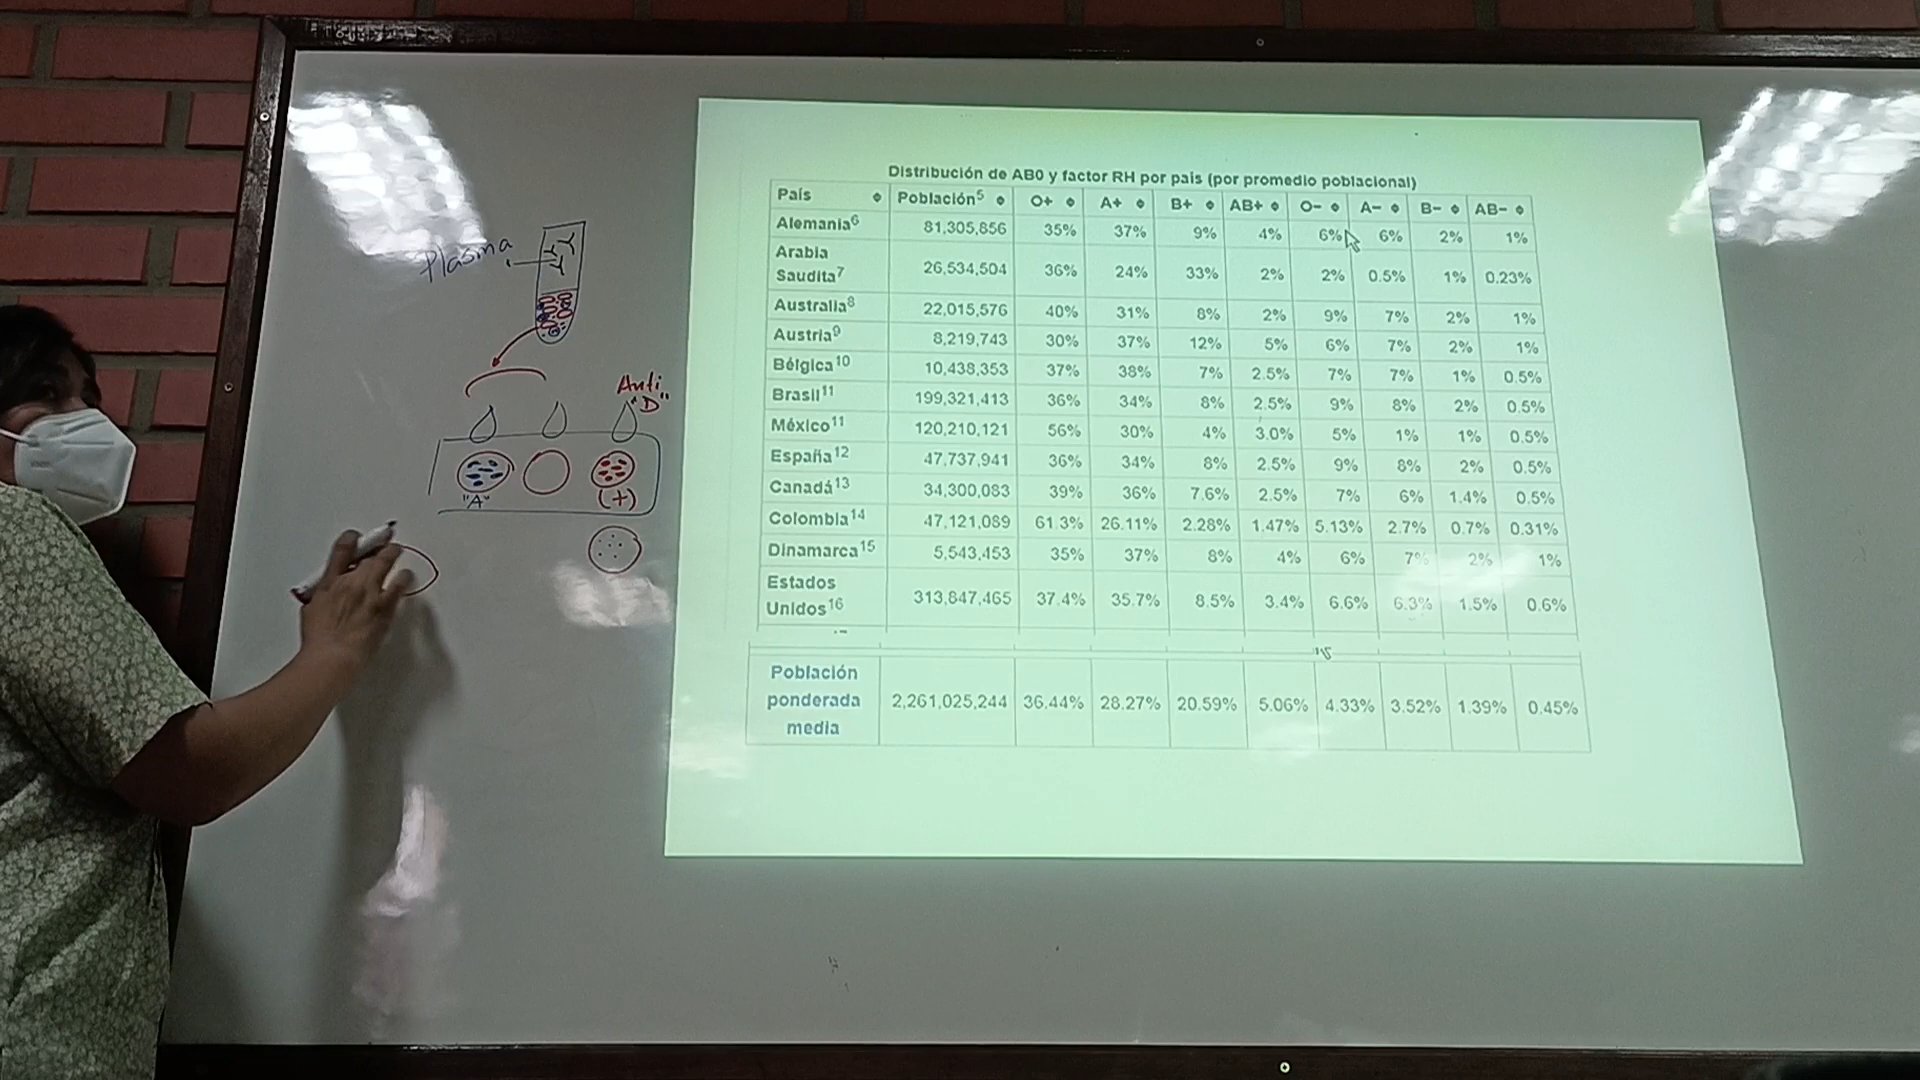 Plasma
Anti
"D"
"A"
(+)
Distribución de AB0 y factor RH por país (por promedio poblacional)
País Población5 O+ A+ B+ AB+ O− A− B− AB−
Alemania6 81,305,856 35% 37% 9% 4% 6% 6% 2% 1%
Arabia
Saudita7 26,534,504 36% 24% 33% 2% 2% 0.5% 1% 0.23%
Australia8 22,015,576 40% 31% 8% 2% 9% 7% 2% 1%
Austria9 8,219,743 30% 37% 12% 5% 6% 7% 2% 1%
Bélgica10 10,438,353 37% 38% 7% 2.5% 7% 7% 1% 0.5%
Brasil11 199,321,413 36% 34% 8% 2.5% 9% 8% 2% 0.5%
México11 120,210,121 56% 30% 4% 3.0% 5% 1% 1% 0.5%
España12 47,737,941 36% 34% 8% 2.5% 9% 8% 2% 0.5%
Canadá13 34,300,083 39% 36% 7.6% 2.5% 7% 6% 1.4% 0.5%
Colombia14 47,121,089 61.3% 26.11% 2.28% 1.47% 5.13% 2.7% 0.7% 0.31%
Dinamarca15 5,543,453 35% 37% 8% 4% 6% 7% 2% 1%
Estados
Unidos16 313,847,465 37.4% 35.7% 8.5% 3.4% 6.6% 6.3% 1.5% 0.6%
Población
ponderada
media 2,261,025,244 36.44% 28.27% 20.59% 5.06% 4.33% 3.52% 1.39% 0.45%